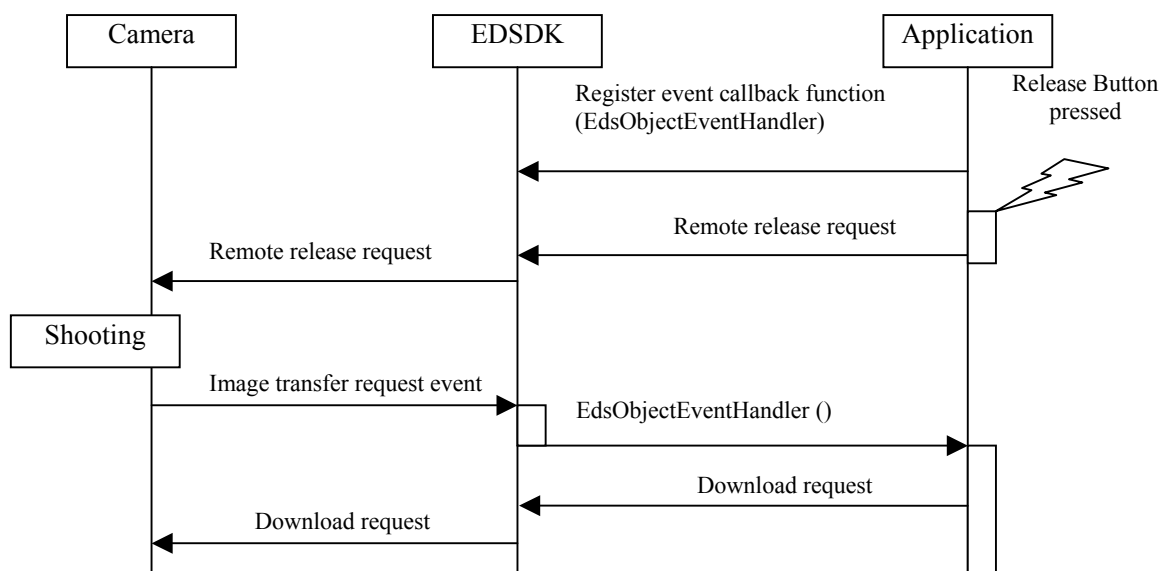 Camera
EDSDK
Application
Register event callback function
(EdsObjectEventHandler)
Release Button
pressed
Remote release request
Remote release request
Shooting
Image transfer request event
EdsObjectEventHandler ()
Download request
Download request